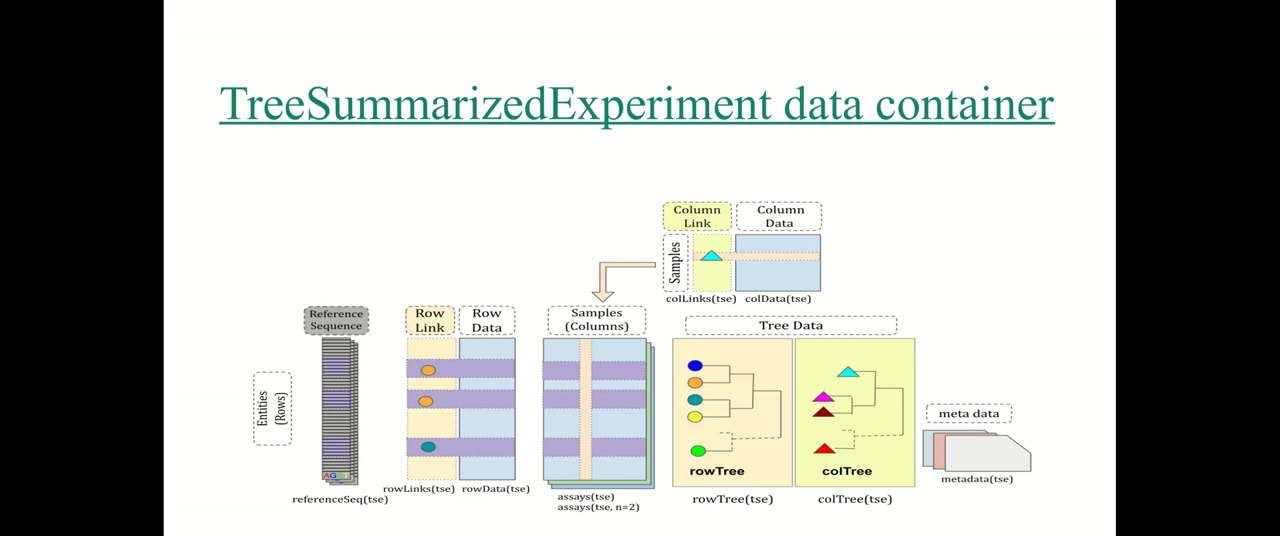 TreeSummarizedExperiment data container
Column
Link
Column
Data
Samples
colLinks(tse)
colData(tse)
Reference
Sequence
Row
Link
Row
Data
Samples
(Columns)
Tree Data
Entities
(Rows)
meta data
rowTree
colTree
referenceSeq(tse)
rowLinks(tse)
rowData(tse)
assays(tse)
assays(tse, n=2)
rowTree(tse)
colTree(tse)
metadata(tse)